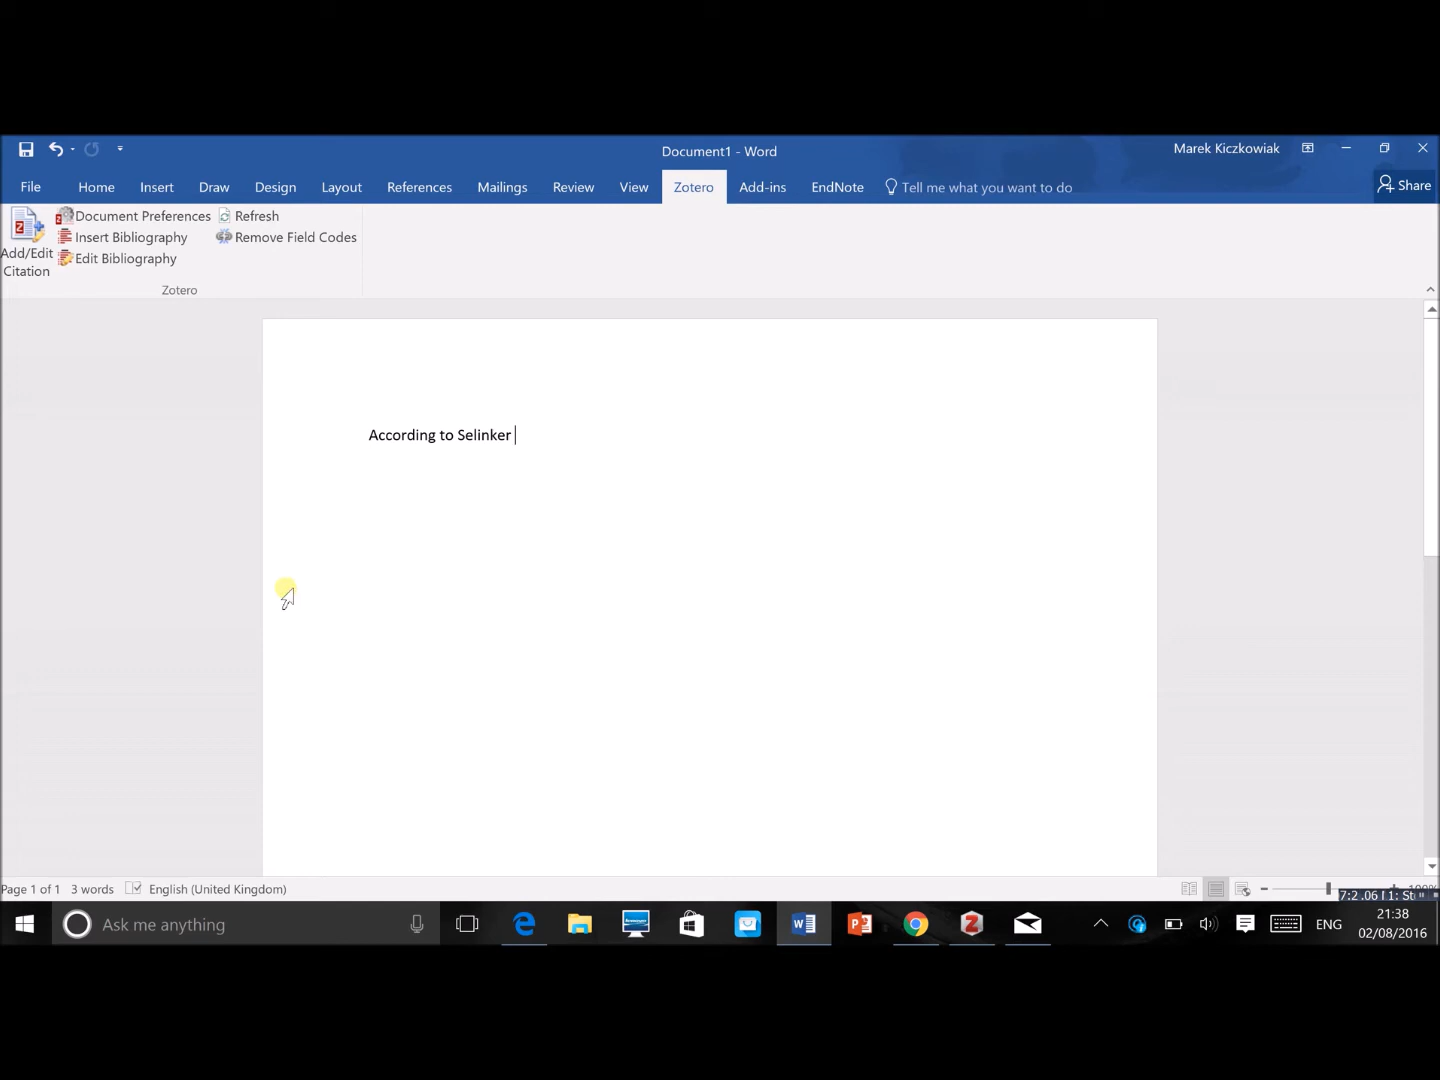 Document1 - Word
Marek Kiczkowiak
File Home Insert Draw Design Layout References Mailings Review View Zotero Add-ins EndNote Tell me what you want to do Share
Add/Edit Citation
Document Preferences Refresh
Insert Bibliography Remove Field Codes
Edit Bibliography
Zotero
According to Selinker
Page 1 of 1 3 words English (United Kingdom)
Ask me anything
ENG
21:38
02/08/2016